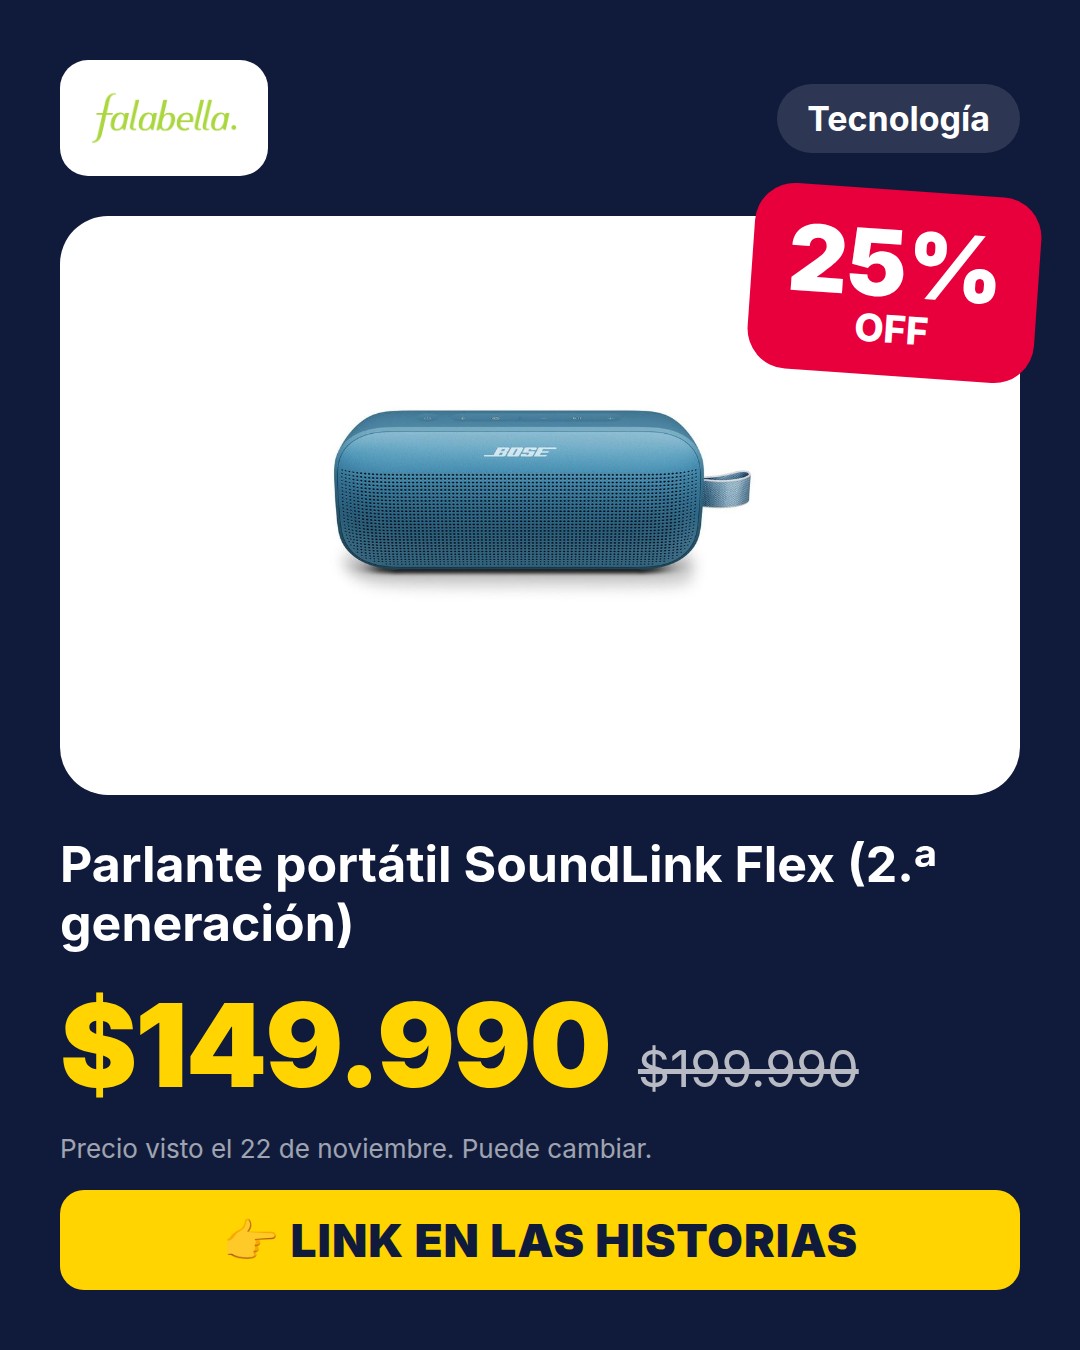 falabella.
Tecnología
25%
OFF
BOSE
Parlante portátil SoundLink Flex (2.ª
generación)
$149.990 $199.990
Precio visto el 22 de noviembre. Puede cambiar.
👉 LINK EN LAS HISTORIAS